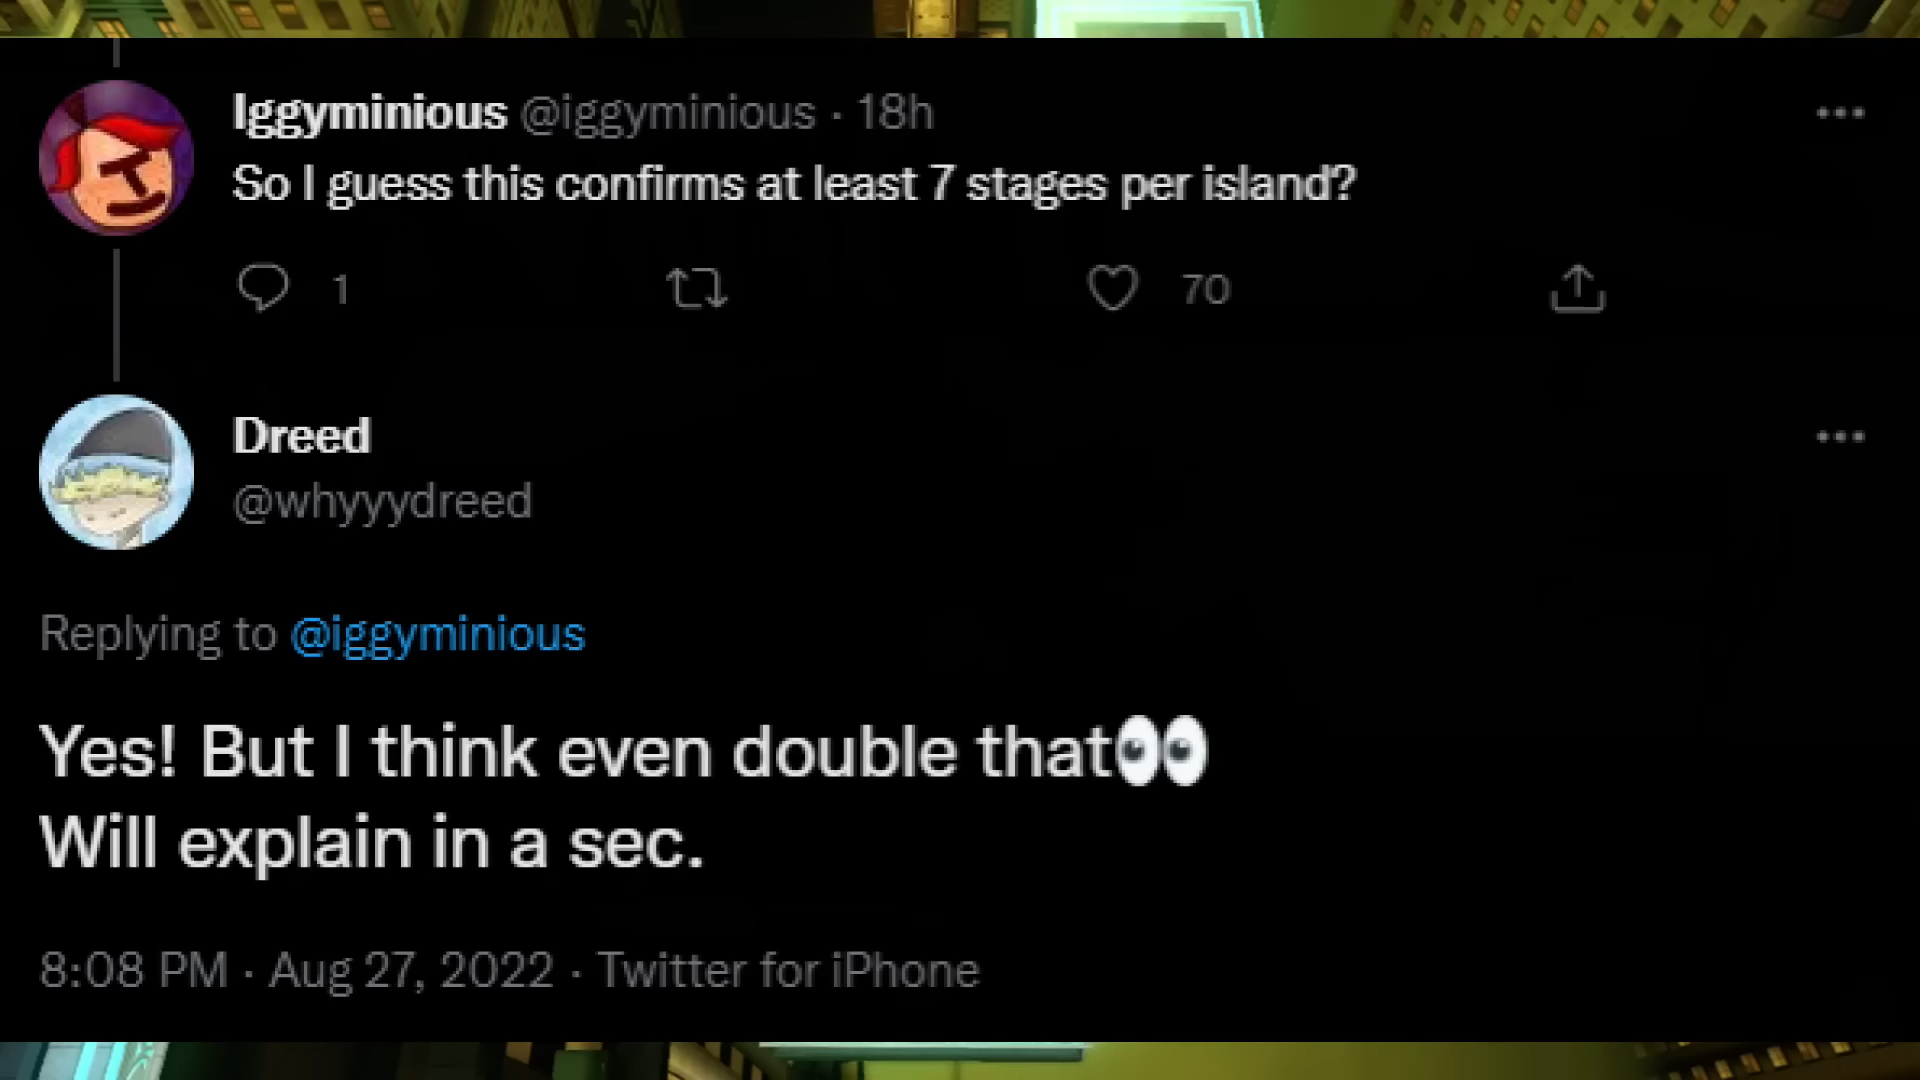 Iggyminious @iggyminious · 18h
So I guess this confirms at least 7 stages per island?
1 70
Dreed
@whyyydreed
Replying to @iggyminious
Yes! But I think even double that👀
Will explain in a sec.
8:08 PM · Aug 27, 2022 · Twitter for iPhone